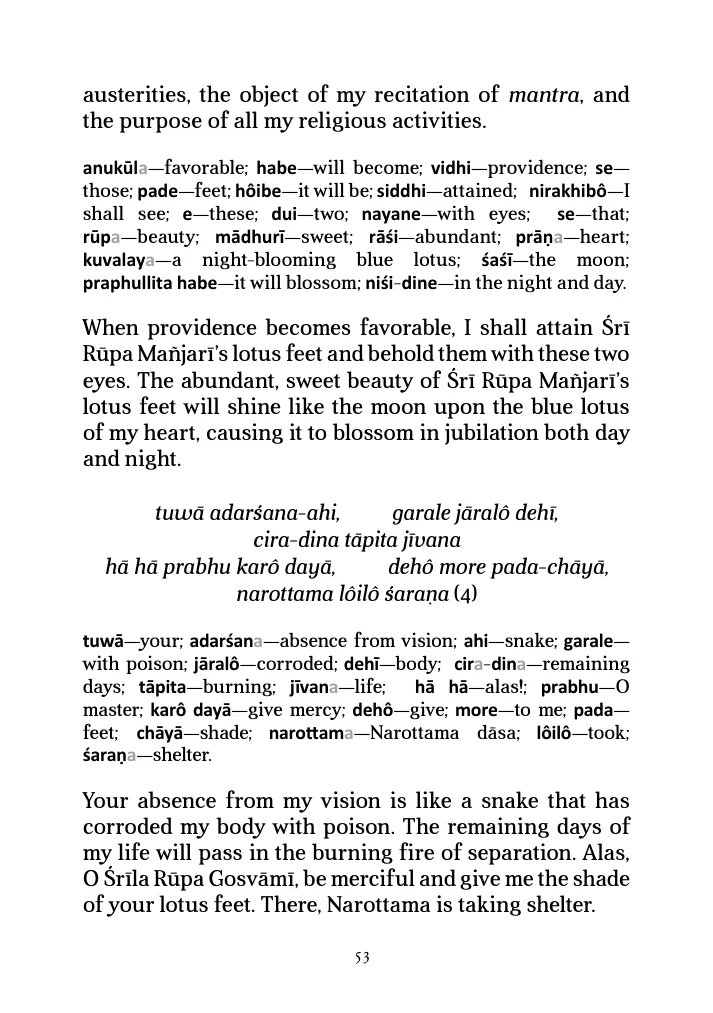 austerities, the object of my recitation of mantra, and
the purpose of all my religious activities.
anukūla—favorable; habe—will become; vidhi—providence; se—
those; pade—feet; hôibe—it will be; siddhi—attained; nirakhibô—I
shall see; e—these; dui—two; nayane—with eyes; se—that;
rūpa—beauty; mādhurī—sweet; rāśi—abundant; prāṇa—heart;
kuvalaya—a night-blooming blue lotus; śaśī—the moon;
praphullita habe—it will blossom; niśi-dine—in the night and day.
When providence becomes favorable, I shall attain Śrī
Rūpa Mañjarī’s lotus feet and behold them with these two
eyes. The abundant, sweet beauty of Śrī Rūpa Mañjarī’s
lotus feet will shine like the moon upon the blue lotus
of my heart, causing it to blossom in jubilation both day
and night.
tuwā adarśana-ahi, garale jāralô dehī,
cira-dina tāpita jīvana
hā hā prabhu karô dayā, dehô more pada-chāyā,
narottama lôilô śaraṇa (4)
tuwā—your; adarśana—absence from vision; ahi—snake; garale—
with poison; jāralô—corroded; dehī—body; cira-dina—remaining
days; tāpita—burning; jīvana—life; hā hā—alas!; prabhu—O
master; karô dayā—give mercy; dehô—give; more—to me; pada—
feet; chāyā—shade; narottama—Narottama dāsa; lôilô—took;
śaraṇa—shelter.
Your absence from my vision is like a snake that has
corroded my body with poison. The remaining days of
my life will pass in the burning fire of separation. Alas,
O Śrīla Rūpa Gosvāmī, be merciful and give me the shade
of your lotus feet. There, Narottama is taking shelter.
53